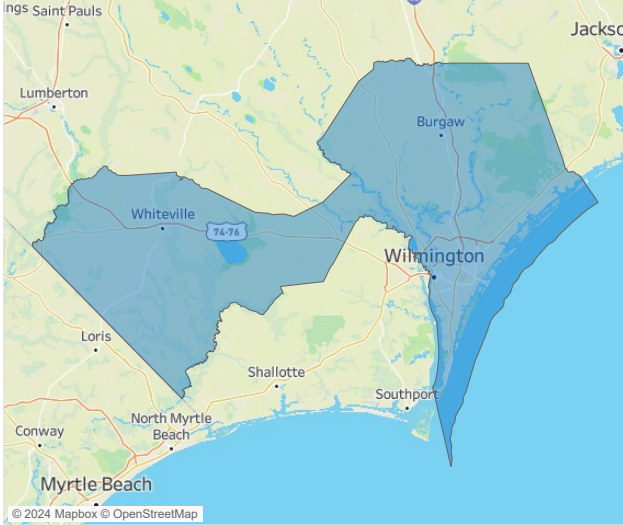 ings
Saint Pauls
Jackso
Lumberton
Burgaw
Whiteville
74-76
Wilmington
Loris
Shallotte
Southport
North Myrtle
Beach
Conway
Myrtle Beach
© 2024 Mapbox © OpenStreetMap